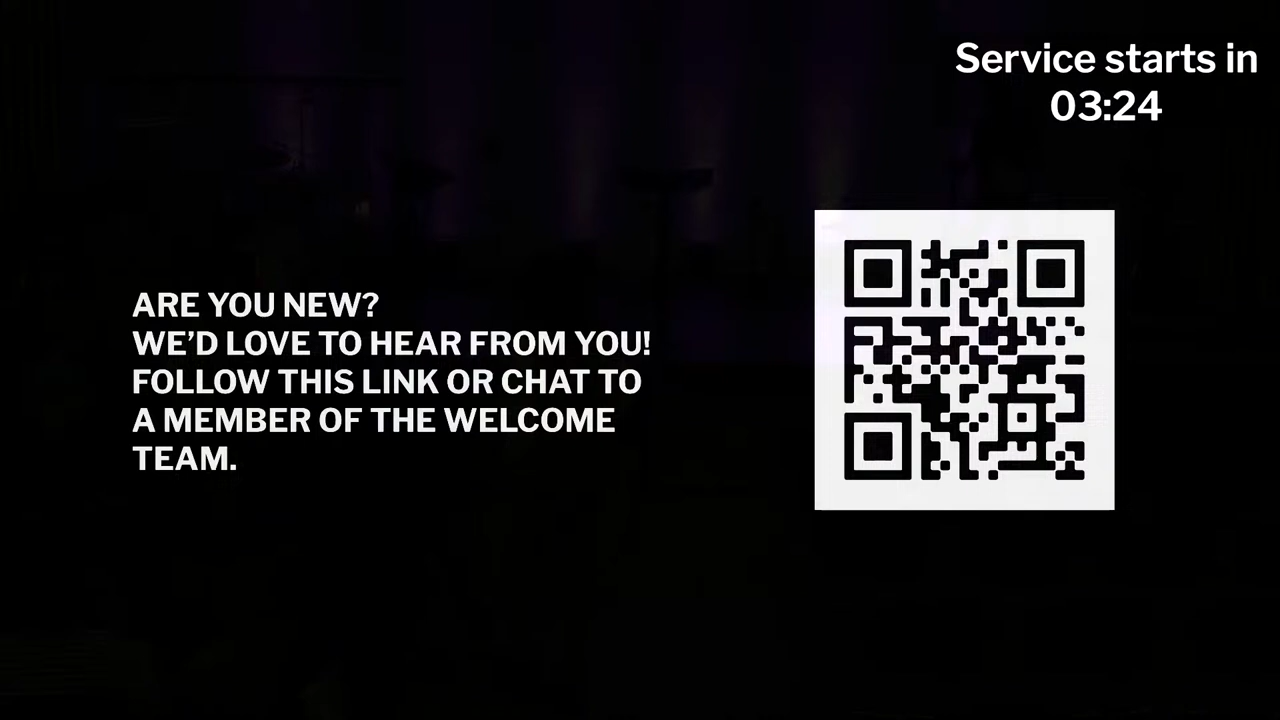 Service starts in
03:24
ARE YOU NEW?
WE’D LOVE TO HEAR FROM YOU!
FOLLOW THIS LINK OR CHAT TO
A MEMBER OF THE WELCOME
TEAM.